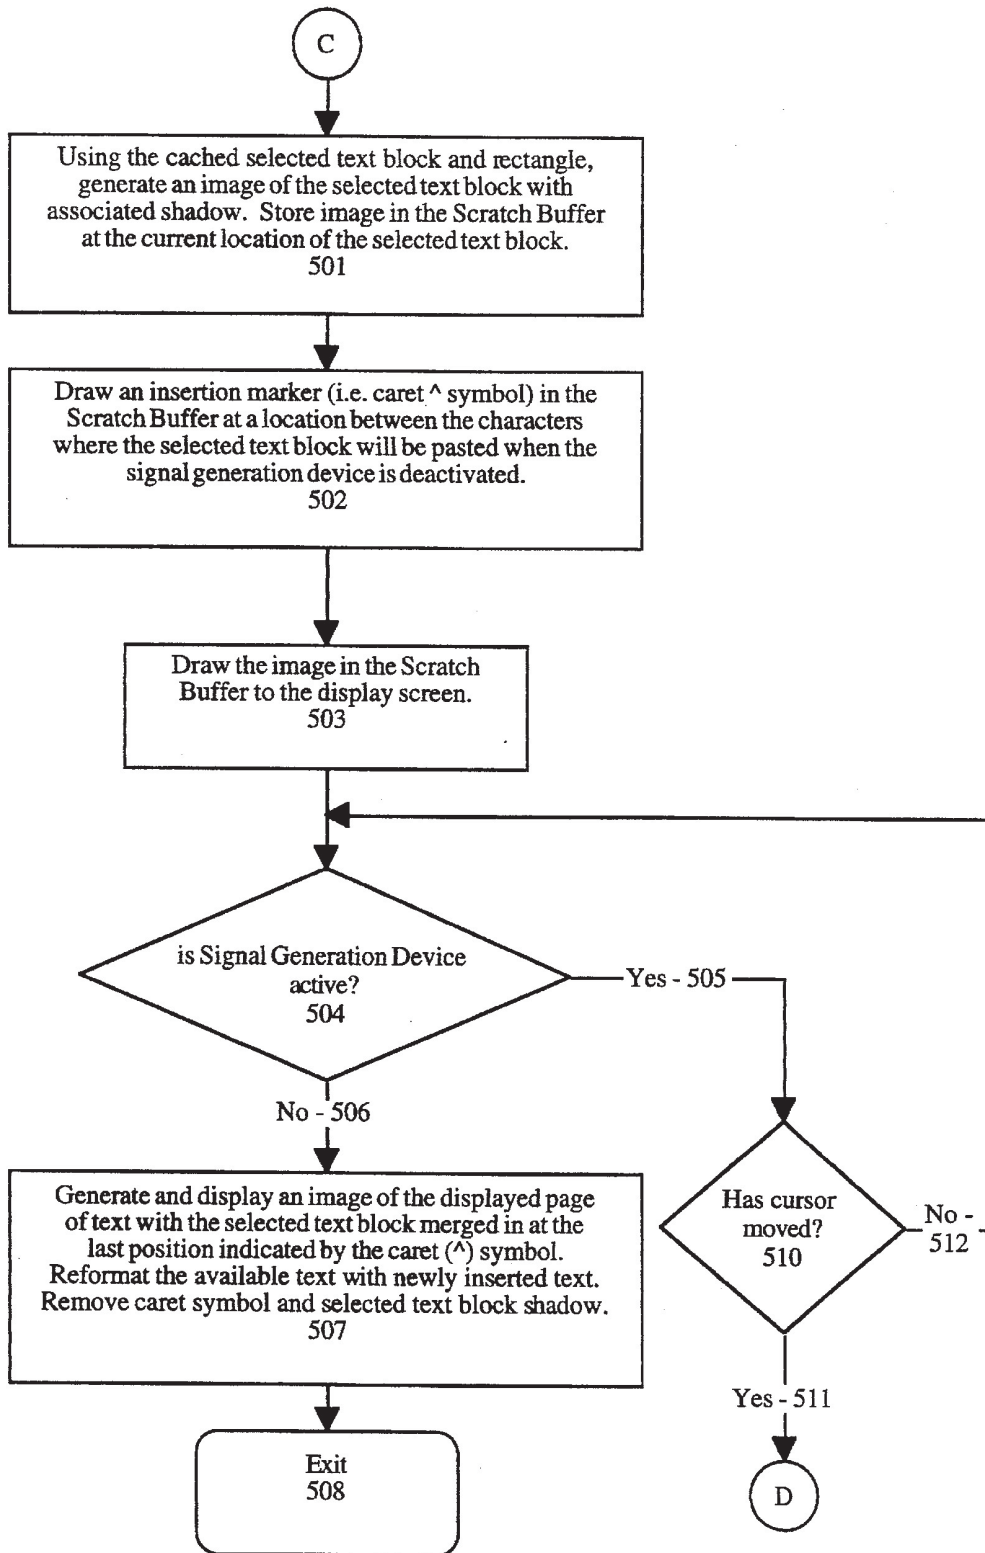 C
Using the cached selected text block and rectangle,
generate an image of the selected text block with
associated shadow. Store image in the Scratch Buffer
at the current location of the selected text block.
501
Draw an insertion marker (i.e. caret ^ symbol) in the
Scratch Buffer at a location between the characters
where the selected text block will be pasted when the
signal generation device is deactivated.
502
Draw the image in the Scratch
Buffer to the display screen.
503
is Signal Generation Device
active?
504
Yes - 505
No - 506
Has cursor
moved?
510
No -
512
Generate and display an image of the displayed page
of text with the selected text block merged in at the
last position indicated by the caret (^) symbol.
Reformat the available text with newly inserted text.
Remove caret symbol and selected text block shadow.
507
Yes - 511
Exit
508
D